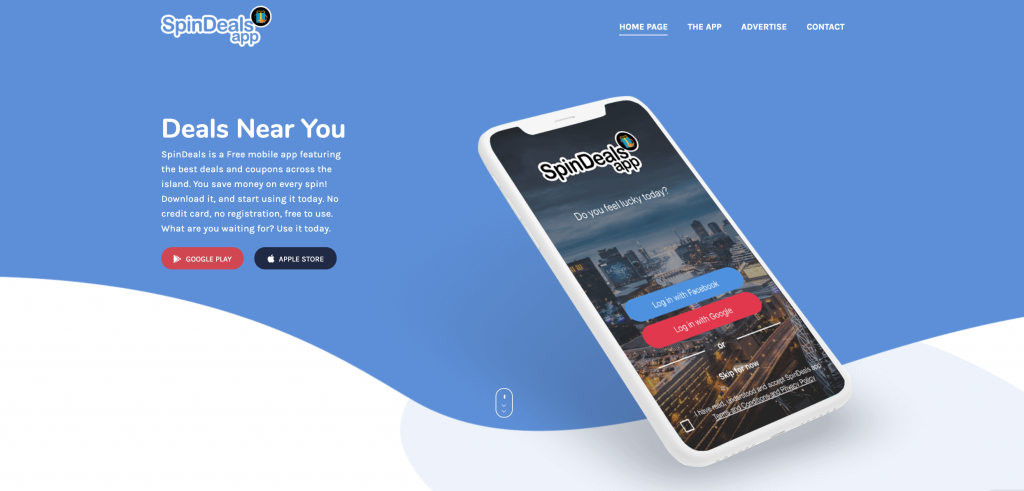 SpinDeals
app
HOME PAGE THE APP ADVERTISE CONTACT
Deals Near You
SpinDeals is a Free mobile app featuring
the best deals and coupons across the
island. You save money on every spin!
Download it, and start using it today. No
credit card, no registration, free to use.
What are you waiting for? Use it today.
GOOGLE PLAY APPLE STORE
SpinDeals
app
Do you feel lucky today?
Log in with Facebook
Log in with Google
or
Skip for now
I have read, understood and accept SpinDeals app
Terms and Conditions and Privacy Policy